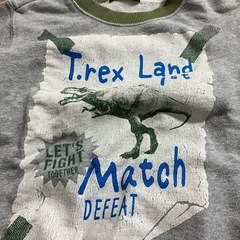 T.rex Land
LET'S
FIGHT
TOGETHER
Match
DEFEAT